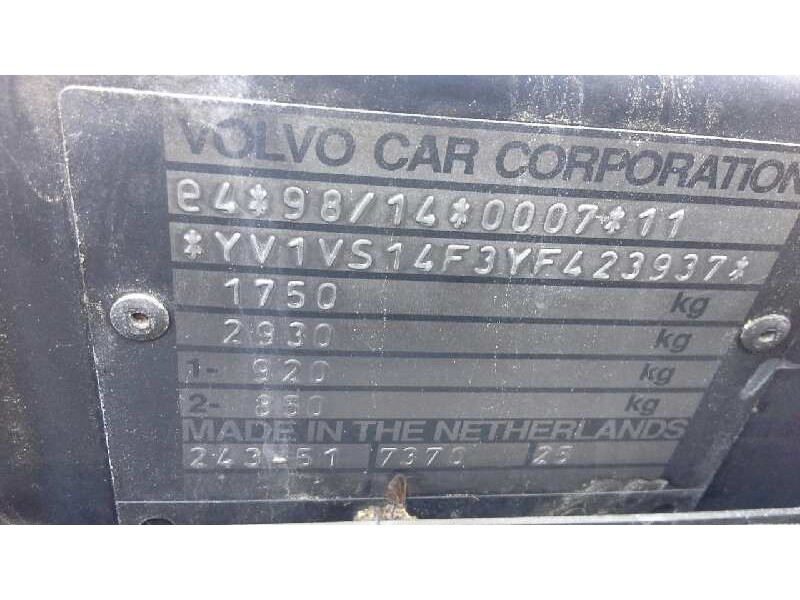 VOLVO CAR CORPORATION
e4*98/14*0007*11
*YV1VS14F3YF423937*
1750 kg
2930 kg
1- 920 kg
2- 850 kg
MADE IN THE NETHERLANDS
243-51 7370 25